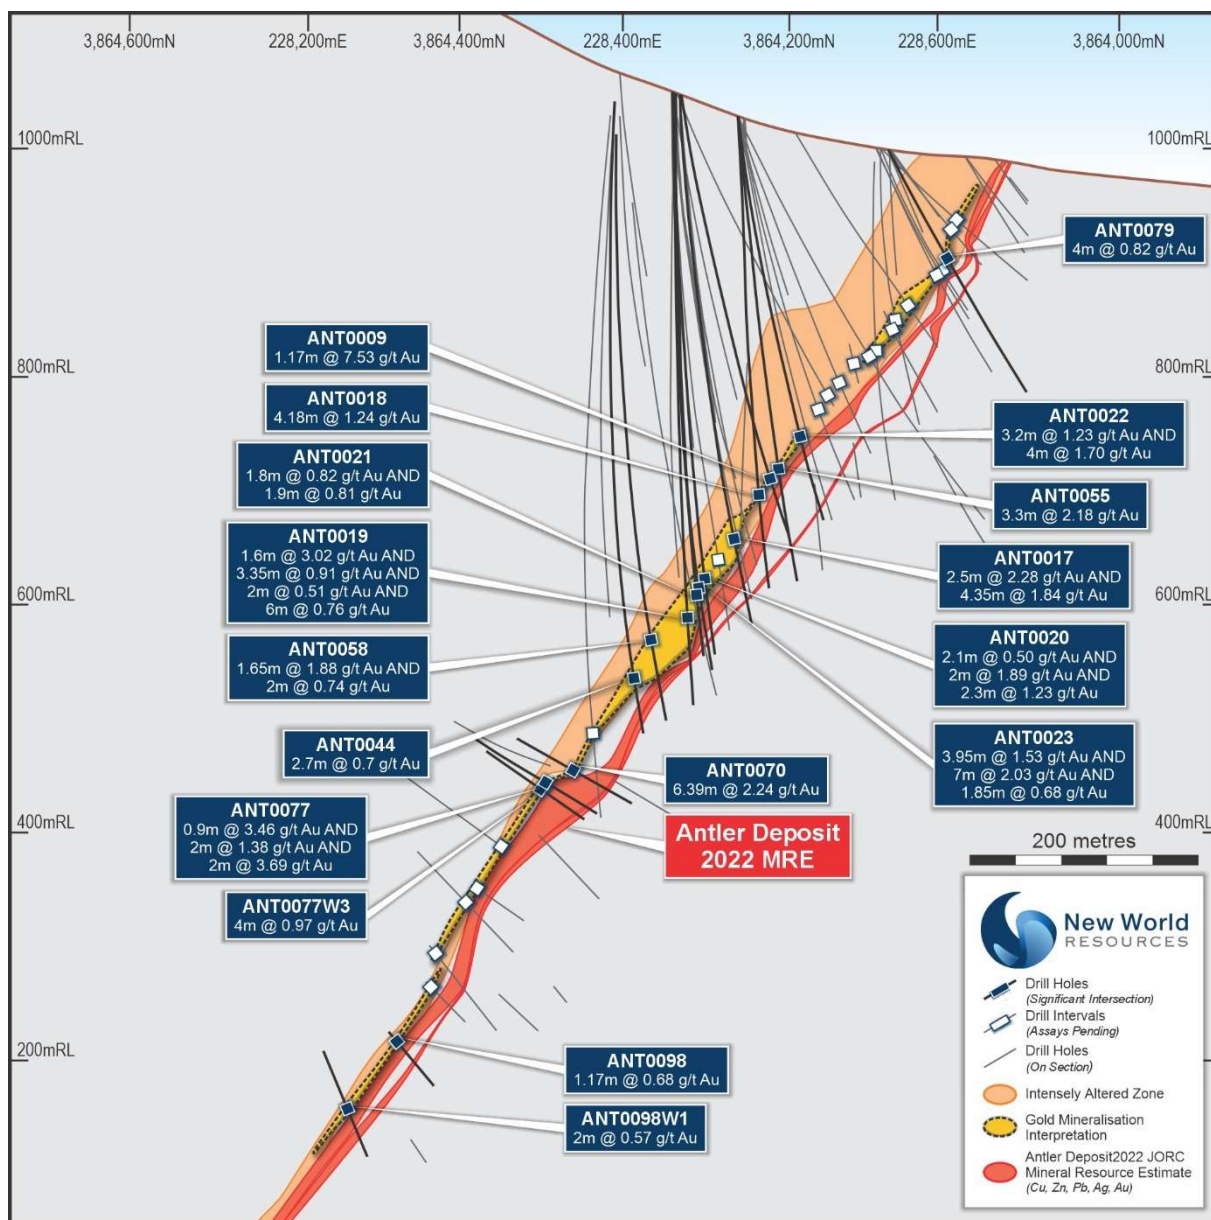 3,864,600mN
228,200mE
3,864,400mN
228,400mE
3,864,200mN
228,600mE
3,864,000mN
1000mRL
1000mRL
ANT0079
4m @ 0.82 g/t Au
ANT0009
1.17m @ 7.53 g/t Au
800mRL
800mRL
ANT0018
4.18m @ 1.24 g/t Au
ANT0022
3.2m @ 1.23 g/t Au AND
4m @ 1.70 g/t Au
ANT0021
1.8m @ 0.82 g/t Au AND
1.9m @ 0.81 g/t Au
ANT0055
3.3m @ 2.18 g/t Au
ANT0019
1.6m @ 3.02 g/t Au AND
3.35m @ 0.91 g/t Au AND
2m @ 0.51 g/t Au AND
6m @ 0.76 g/t Au
ANT0017
2.5m @ 2.28 g/t Au AND
4.35m @ 1.84 g/t Au
600mRL
600mRL
ANT0058
1.65m @ 1.88 g/t Au AND
2m @ 0.74 g/t Au
ANT0020
2.1m @ 0.50 g/t Au AND
2m @ 1.89 g/t Au AND
2.3m @ 1.23 g/t Au
ANT0044
2.7m @ 0.7 g/t Au
ANT0023
3.95m @ 1.53 g/t Au AND
7m @ 2.03 g/t Au AND
1.85m @ 0.68 g/t Au
ANT0070
6.39m @ 2.24 g/t Au
ANT0077
0.9m @ 3.46 g/t Au AND
2m @ 1.38 g/t Au AND
2m @ 3.69 g/t Au
Antler Deposit
2022 MRE
400mRL
400mRL
200 metres
ANT0077W3
4m @ 0.97 g/t Au
200mRL
ANT0098
1.17m @ 0.68 g/t Au
ANT0098W1
2m @ 0.57 g/t Au
New World
RESOURCES
Drill Holes
(Significant Intersection)
Drill Intervals
(Assays Pending)
Drill Holes
(On Section)
Intensely Altered Zone
Gold Mineralisation
Interpretation
Antler Deposit2022 JORC
Mineral Resource Estimate
(Cu, Zn, Pb, Ag, Au)